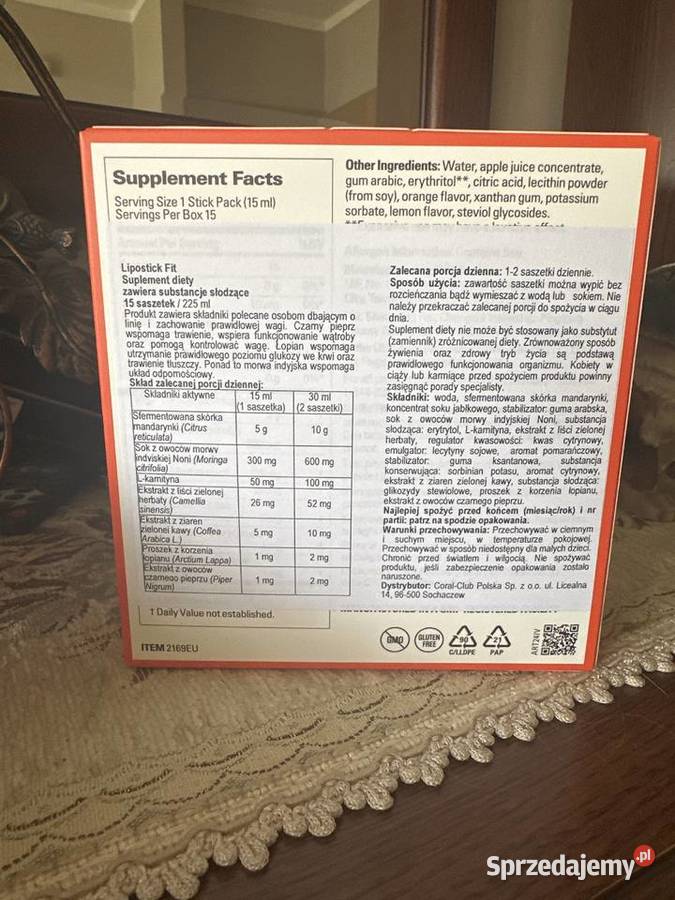 Supplement Facts
Serving Size 1 Stick Pack (15 ml)
Servings Per Box 15
Other Ingredients: Water, apple juice concentrate,
gum arabic, erythritol**, citric acid, lecithin powder
(from soy), orange flavor, xanthan gum, potassium
sorbate, lemon flavor, steviol glycosides.
Lipostick Fit
Suplement diety
zawiera substancje słodzące
15 saszetek / 225 ml
Produkt zawiera składniki polecane osobom dbającym o
linię i zachowanie prawidłowej wagi. Czarny pieprz
wspomaga trawienie, wspiera funkcjonowanie wątroby
oraz pomogą kontrolować wagę. Łopian wspomaga
utrzymanie prawidłowego poziomu glukozy we krwi oraz
trawienie tłuszczy. Ponad to morwa indyjska wspomaga
układ odpornościowy.
Skład zalecanej porcji dziennej:
Składniki aktywne 15 ml (1 saszetka) 30 ml (2 saszetki)
Sfermentowana skórka
mandarynki (Citrus 5 g 10 g
reticulata)
Sok z owoców morwy
indyjskiej Noni (Moringa 300 mg 600 mg
citrifolia)
L-karnityna 50 mg 100 mg
Ekstrakt z liści zielonej
herbaty (Camellia 26 mg 52 mg
sinensis)
Ekstrakt z ziaren
zielonej kawy (Coffea 5 mg 10 mg
Arabica L.)
Proszek z korzenia
łopianu (Arctium Lappa) 1 mg 2 mg
Ekstrakt z owoców
czarnego pieprzu (Piper 1 mg 2 mg
Nigrum)
Zalecana porcja dzienna: 1-2 saszetki dziennie.
Sposób użycia: zawartość saszetki można wypić bez
rozcieńczania bądź wymieszać z wodą lub sokiem. Nie
należy przekraczać zalecanej porcji do spożycia w ciągu
dnia.
Suplement diety nie może być stosowany jako substytut
(zamiennik) zróżnicowanej diety. Zrównoważony sposób
żywienia oraz zdrowy tryb życia są podstawą
prawidłowego funkcjonowania organizmu. Kobiety w
ciąży lub karmiące przed spożyciem produktu powinny
zasięgnąć porady specjalisty.
Składniki: woda, sfermentowana skórka mandarynki,
koncentrat soku jabłkowego, stabilizator: guma arabska,
sok z owoców morwy indyjskiej Noni, substancja
słodząca: erytrytol, L-karnityna, ekstrakt z liści zielonej
herbaty, regulator kwasowości: kwas cytrynowy,
emulgator: lecytyny sojowe, aromat pomarańczowy,
stabilizator: guma ksantanowa, substancja
konserwująca: sorbinian potasu, aromat cytrynowy,
ekstrakt z ziaren zielonej kawy, substancja słodząca:
glikozydy stewiolowe, proszek z korzenia łopianu,
ekstrakt z owoców czarnego pieprzu.
Najlepiej spożyć przed końcem (miesiąc/rok) i nr
partii: patrz na spodzie opakowania.
Warunki przechowywania: Przechowywać w ciemnym
i suchym miejscu, w temperaturze pokojowej.
Przechowywać w sposób niedostępny dla małych dzieci.
Chronić przed światłem i wilgocią. Nie spożywać
produktu, jeśli zabezpieczenie opakowania zostało
naruszone.
Dystrybutor: Coral-Club Polska Sp. z o.o. ul. Licealna
14, 96-500 Sochaczew
† Daily Value not established.
ITEM 2169EU
GMO
GLUTEN
FREE
90
C/LLDPE
21
PAP
ART24IV
Sprzedajemy.pl